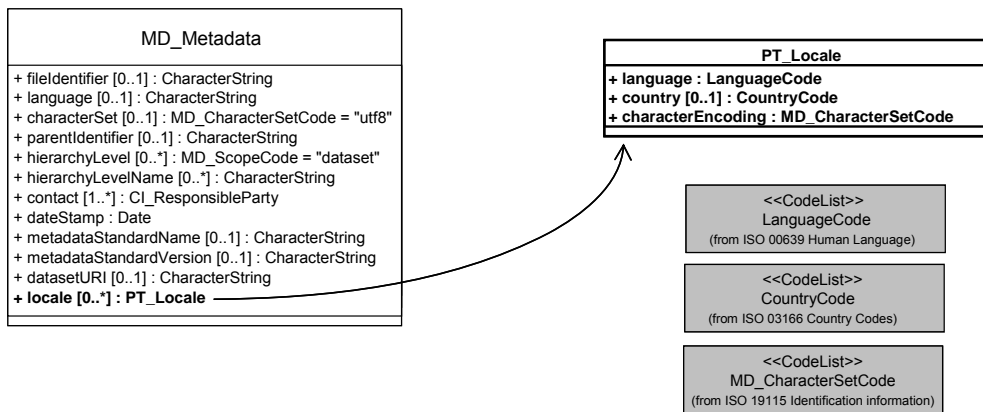 MD_Metadata
+ fileIdentifier [0..1] : CharacterString
+ language [0..1] : CharacterString
+ characterSet [0..1] : MD_CharacterSetCode = "utf8"
+ parentIdentifier [0..1] : CharacterString
+ hierarchyLevel [0..*] : MD_ScopeCode = "dataset"
+ hierarchyLevelName [0..*] : CharacterString
+ contact [1..*] : CI_ResponsibleParty
+ dateStamp : Date
+ metadataStandardName [0..1] : CharacterString
+ metadataStandardVersion [0..1] : CharacterString
+ datasetURI [0..1] : CharacterString
+ locale [0..*] : PT_Locale
PT_Locale
+ language : LanguageCode
+ country [0..1] : CountryCode
+ characterEncoding : MD_CharacterSetCode
<<CodeList>>
LanguageCode
(from ISO 00639 Human Language)
<<CodeList>>
CountryCode
(from ISO 03166 Country Codes)
<<CodeList>>
MD_CharacterSetCode
(from ISO 19115 Identification information)